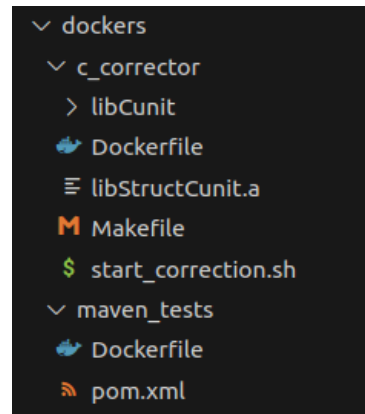 dockers
c_corrector
libCunit
Dockerfile
libStructCunit.a
M Makefile
$ start_correction.sh
maven_tests
Dockerfile
pom.xml